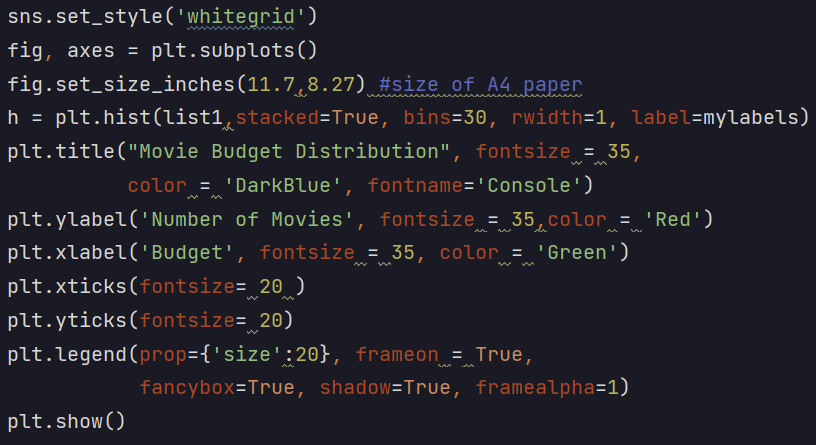 sns.set_style('whitegrid')
fig, axes = plt.subplots()
fig.set_size_inches(11.7,8.27) #size of A4 paper
h = plt.hist(list1,stacked=True, bins=30, rwidth=1, label=mylabels)
plt.title("Movie Budget Distribution", fontsize = 35,
color = 'DarkBlue', fontname='Console')
plt.ylabel('Number of Movies', fontsize = 35,color = 'Red')
plt.xlabel('Budget', fontsize = 35, color = 'Green')
plt.xticks(fontsize= 20 )
plt.yticks(fontsize= 20)
plt.legend(prop={'size':20}, frameon = True,
fancybox=True, shadow=True, framealpha=1)
plt.show()